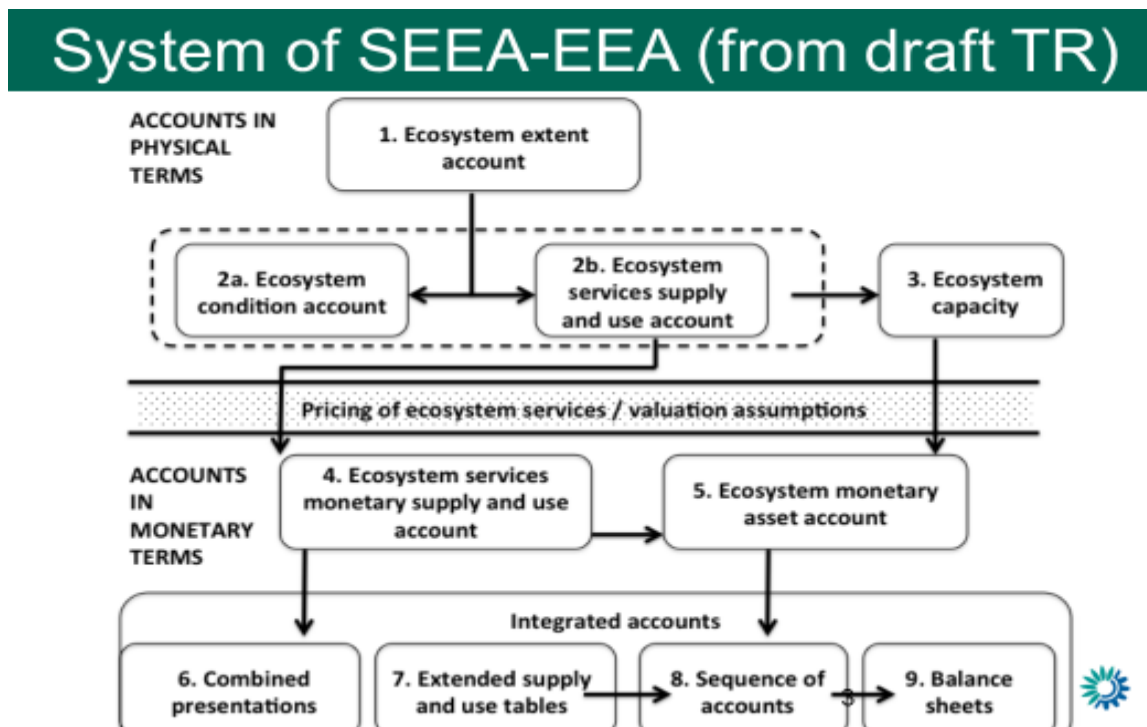 System of SEEA-EEA (from draft TR)
ACCOUNTS IN
PHYSICAL
TERMS
1. Ecosystem extent
account
2a. Ecosystem
condition account
2b. Ecosystem
services supply
and use account
3. Ecosystem
capacity
Pricing of ecosystem services / valuation assumptions
ACCOUNTS
IN
MONETARY
TERMS
4. Ecosystem services
monetary supply and use
account
5. Ecosystem monetary
asset account
Integrated accounts
6. Combined
presentations
7. Extended supply
and use tables
8. Sequence of
accounts
3
9. Balance
sheets